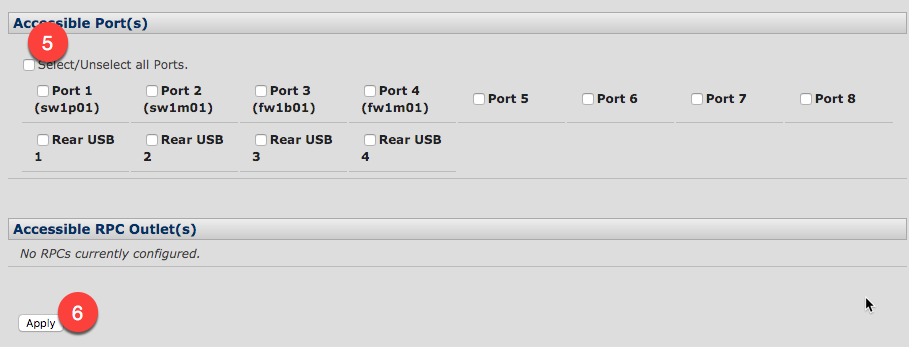 Accessible Port(s)
5
Select/Unselect all Ports.
Port 1 Port 2 Port 3 Port 4 Port 5 Port 6 Port 7 Port 8
(sw1p01) (sw1m01) (fw1b01) (fw1m01)
Rear USB Rear USB Rear USB Rear USB
1 2 3 4
Accessible RPC Outlet(s)
No RPCs currently configured.
6
Apply